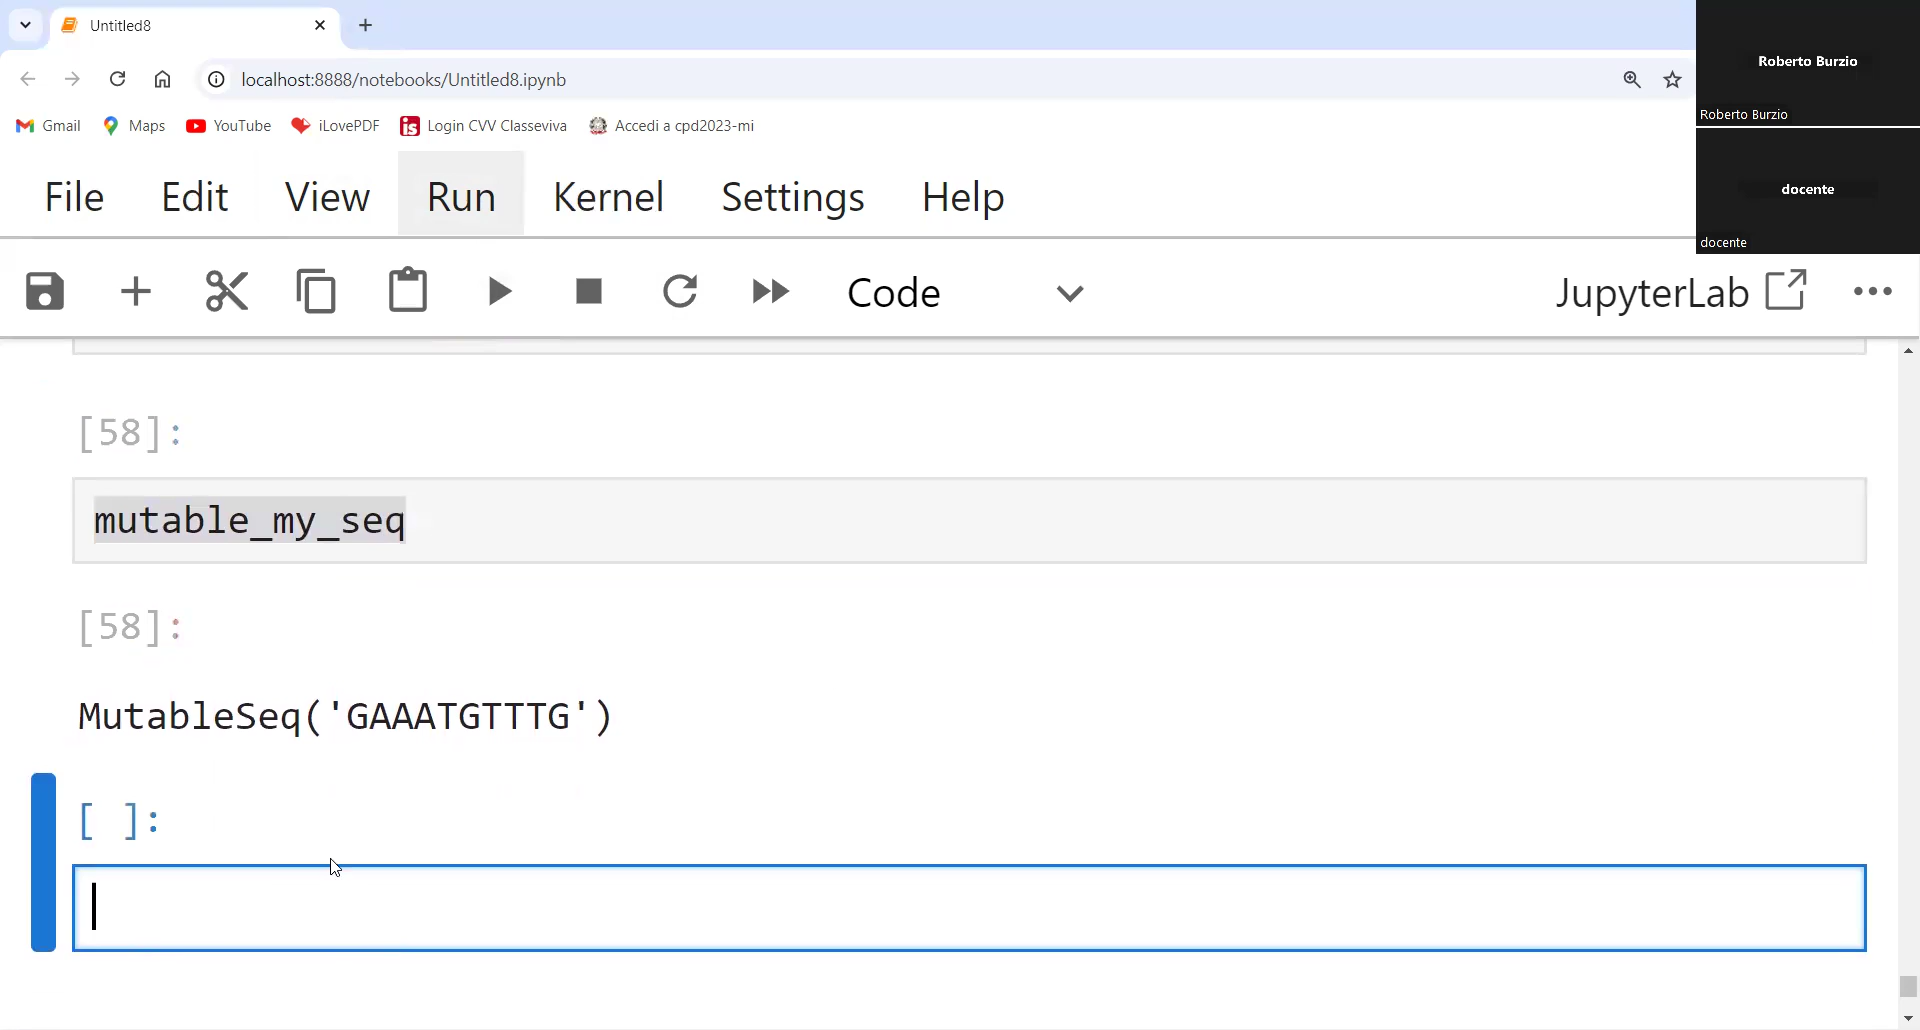 Untitled8
localhost:8888/notebooks/Untitled8.ipynb
Gmail Maps YouTube iLovePDF Login CVV Classeviva Accedi a cpd2023-mi
Roberto Burzio
Roberto Burzio
docente
docente
File Edit View Run Kernel Settings Help
Code JupyterLab
[58]:
mutable_my_seq
[58]:
MutableSeq('GAAATGTTTG')
[ ]: